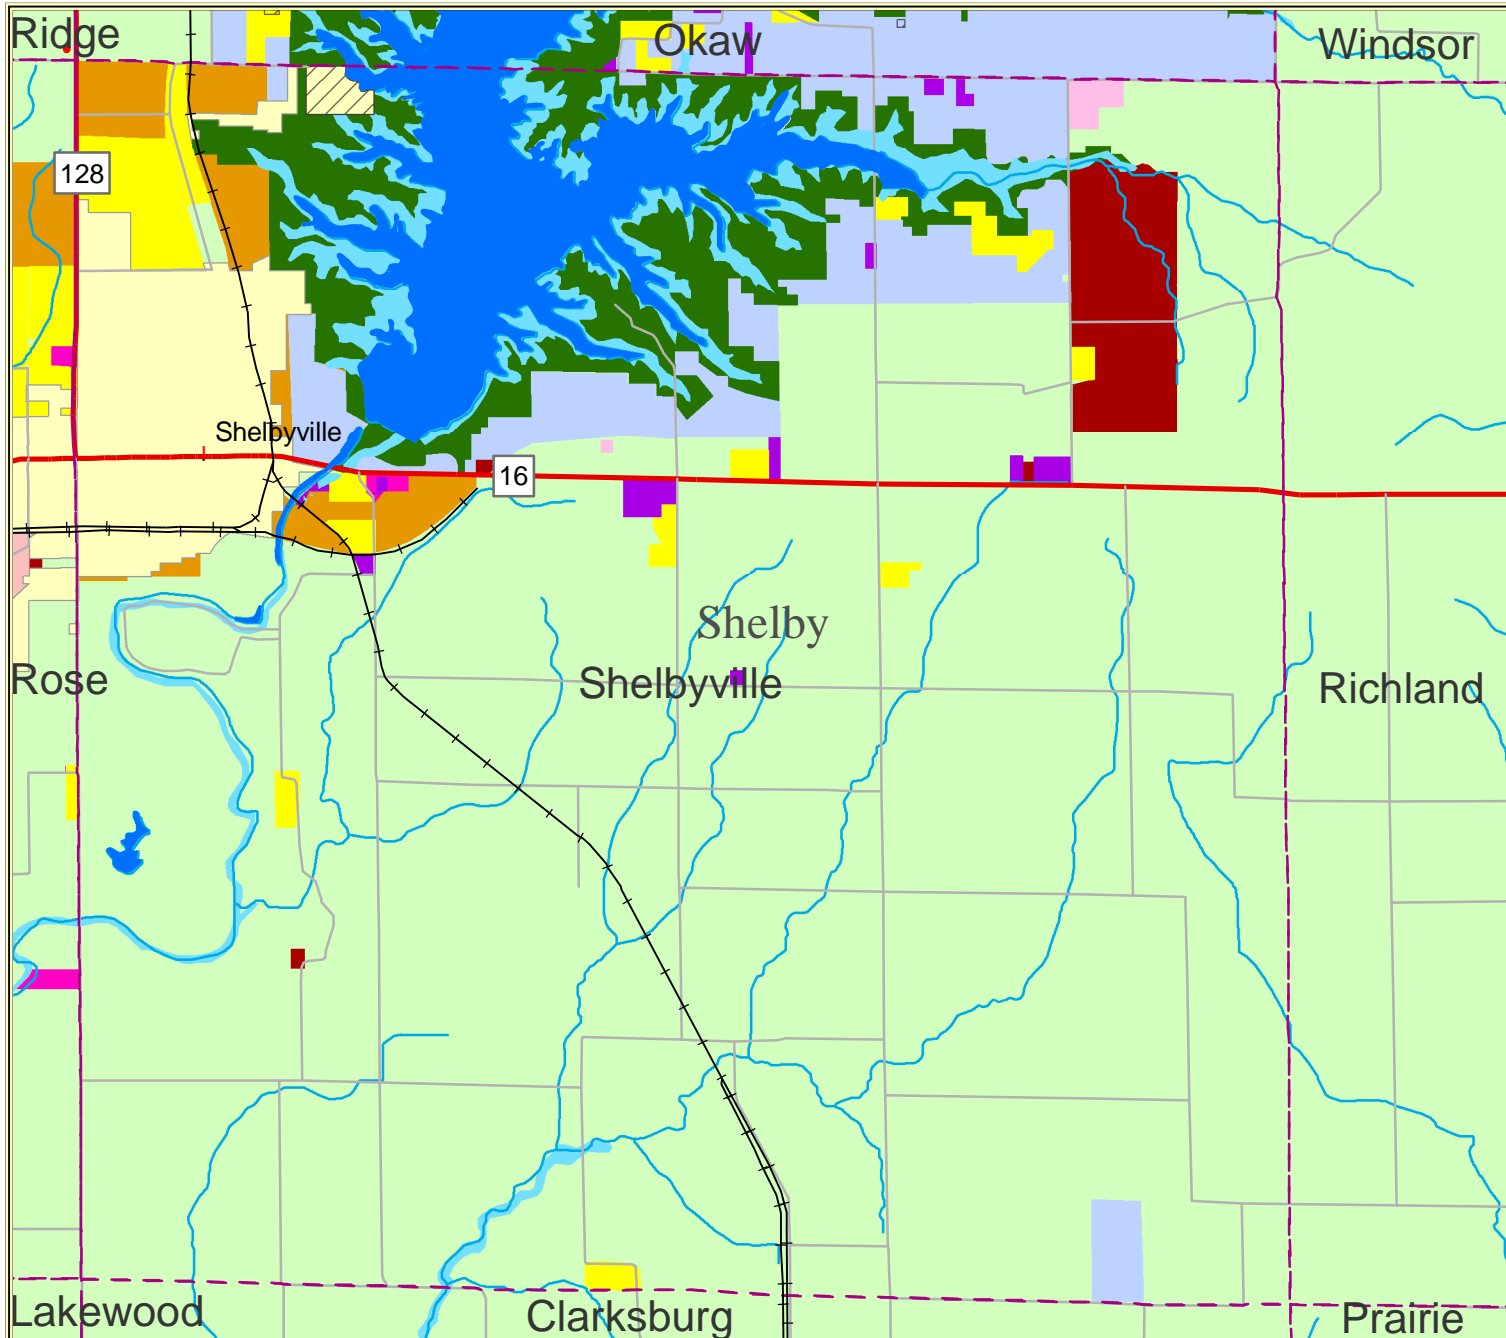 Ridge
Okaw
Windsor
128
Shelbyville
16
Shelby
Rose
Shelbyville
Richland
Lakewood
Clarksburg
Prairie